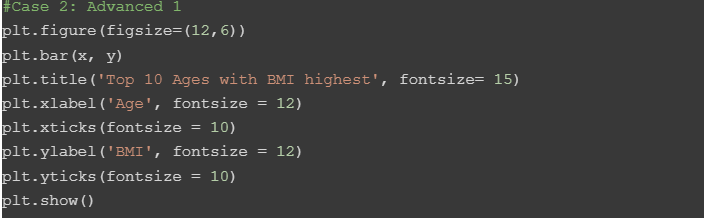 #Case 2: Advanced 1
plt.figure(figsize=(12,6))
plt.bar(x, y)
plt.title('Top 10 Ages with BMI highest', fontsize= 15)
plt.xlabel('Age', fontsize = 12)
plt.xticks(fontsize = 10)
plt.ylabel('BMI', fontsize = 12)
plt.yticks(fontsize = 10)
plt.show()